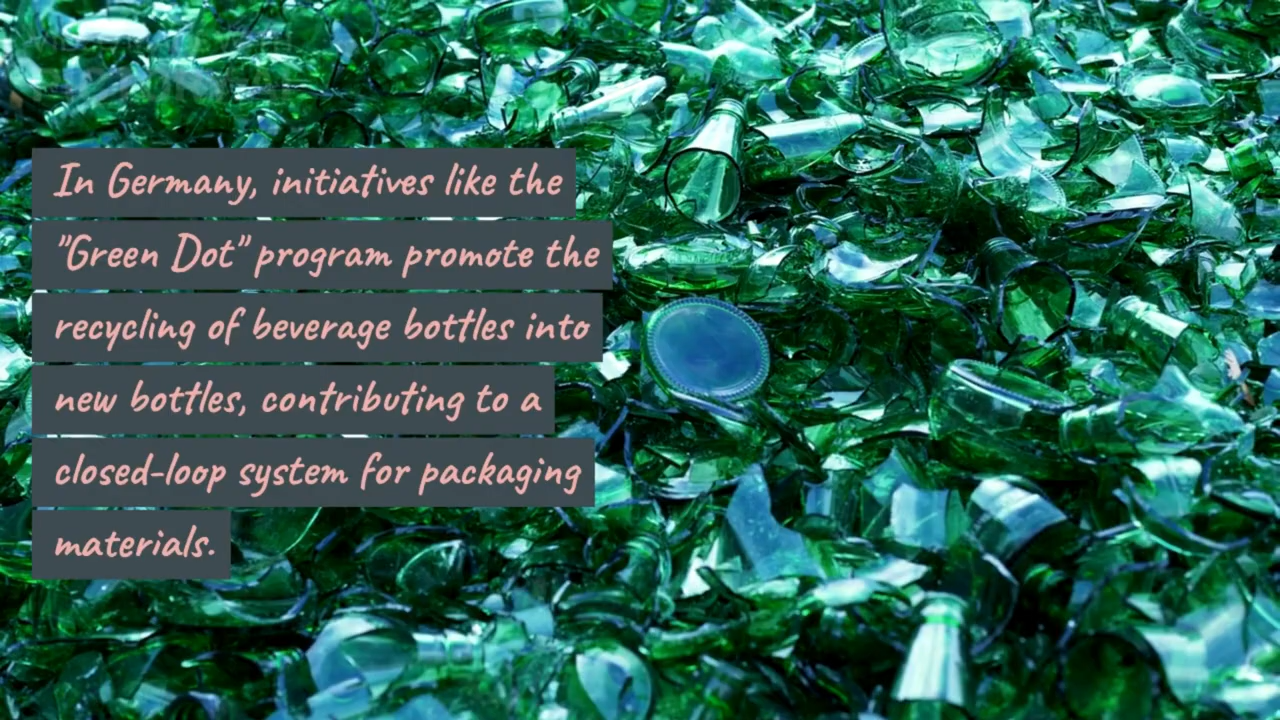 In Germany, initiatives like the
"Green Dot" program promote the
recycling of beverage bottles into
new bottles, contributing to a
closed-loop system for packaging
materials.